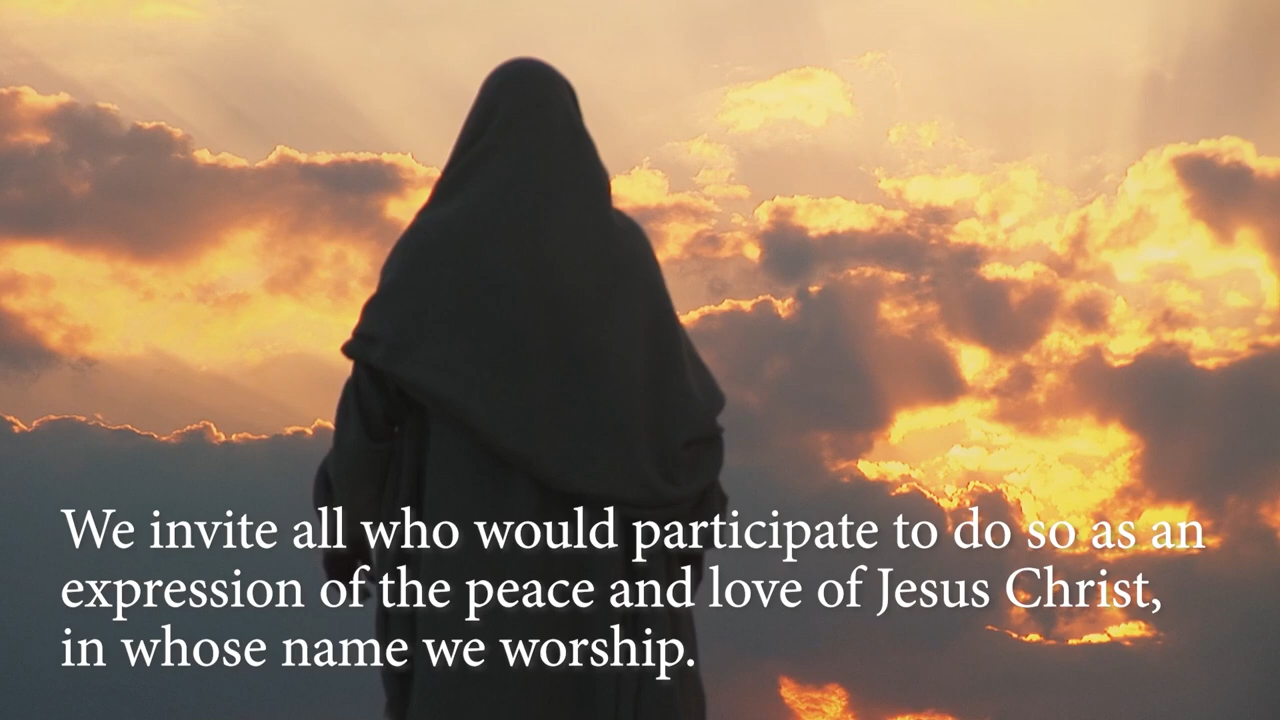 We invite all who would participate to do so as an
expression of the peace and love of Jesus Christ,
in whose name we worship.